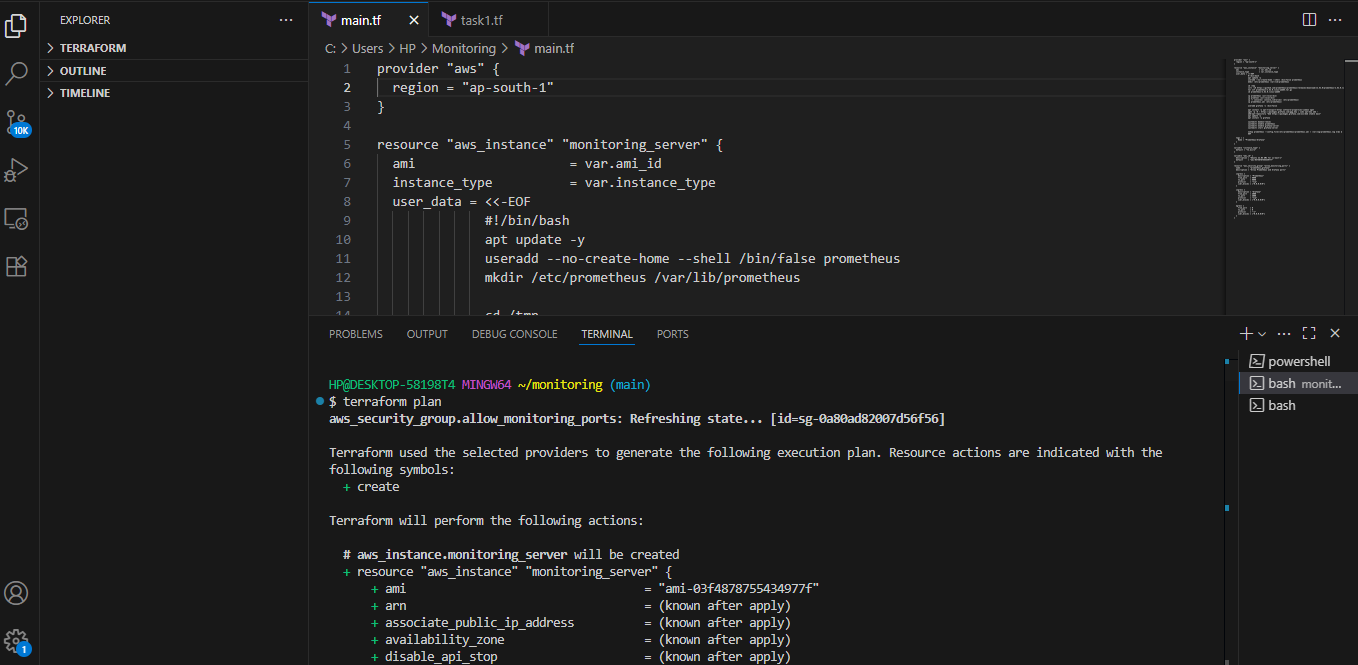 EXPLORER
TERRAFORM
OUTLINE
TIMELINE
10K
1
main.tf
task1.tf
C: > Users > HP > Monitoring > main.tf
1 provider "aws" {
2 region = "ap-south-1"
3 }
4
5 resource "aws_instance" "monitoring_server" {
6 ami = var.ami_id
7 instance_type = var.instance_type
8 user_data = <<-EOF
9 #!/bin/bash
10 apt update -y
11 useradd --no-create-home --shell /bin/false prometheus
12 mkdir /etc/prometheus /var/lib/prometheus
13
14 cd /tmp
PROBLEMS OUTPUT DEBUG CONSOLE TERMINAL PORTS
HP@DESKTOP-58198T4 MINGW64 ~/monitoring (main)
$ terraform plan
aws_security_group.allow_monitoring_ports: Refreshing state... [id=sg-0a80ad82007d56f56]
Terraform used the selected providers to generate the following execution plan. Resource actions are indicated with the
following symbols:
+ create
Terraform will perform the following actions:
# aws_instance.monitoring_server will be created
+ resource "aws_instance" "monitoring_server" {
+ ami = "ami-03f4878755434977f"
+ arn = (known after apply)
+ associate_public_ip_address = (known after apply)
+ availability_zone = (known after apply)
+ disable_api_stop = (known after apply)
powershell
bash monit...
bash